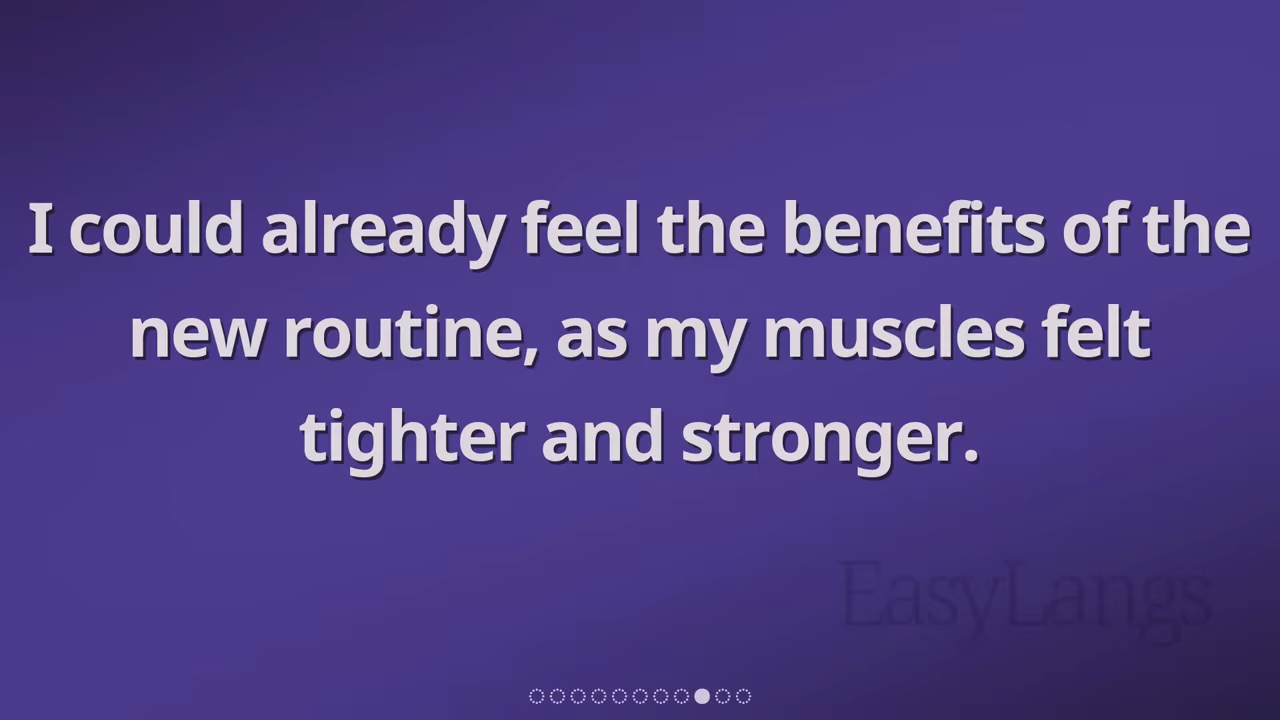 I could already feel the benefits of the
new routine, as my muscles felt
tighter and stronger.
EasyLangs